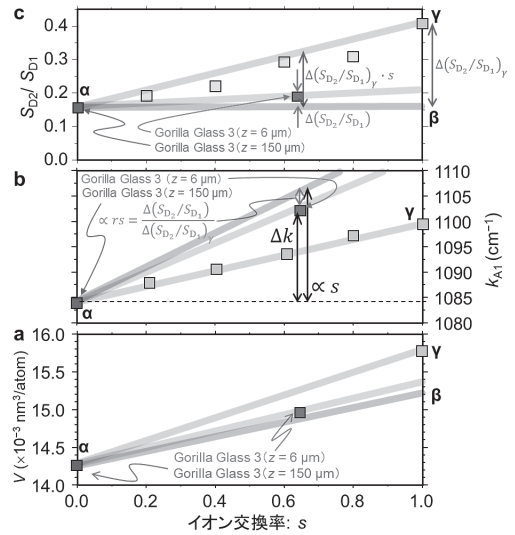 c
0.4
0.3
0.2
0.1
0.0
S_D2/ S_D1
α
γ
β
Δ(S_D2/S_D1)_γ · s
Δ(S_D2/S_D1)_γ
Δ(S_D2/S_D1)
Gorilla Glass 3(z = 6 μm)
Gorilla Glass 3(z = 150 μm)
b
Gorilla Glass 3 (z = 6 μm)
Gorilla Glass 3(z = 150 μm)
∝ rs = Δ(S_D2/S_D1) / Δ(S_D2/S_D1)_γ
Δk
∝ s
γ
α
1110
1105
1100
1095
1090
1085
1080
k_A1 (cm⁻¹)
a
16.0
15.0
15.0
14.0
V (×10⁻³ nm³/atom)
γ
β
α
Gorilla Glass 3(z = 6 μm)
Gorilla Glass 3(z = 150 μm)
0.0
0.2
0.4
0.6
0.8
1.0
イオン交換率: s